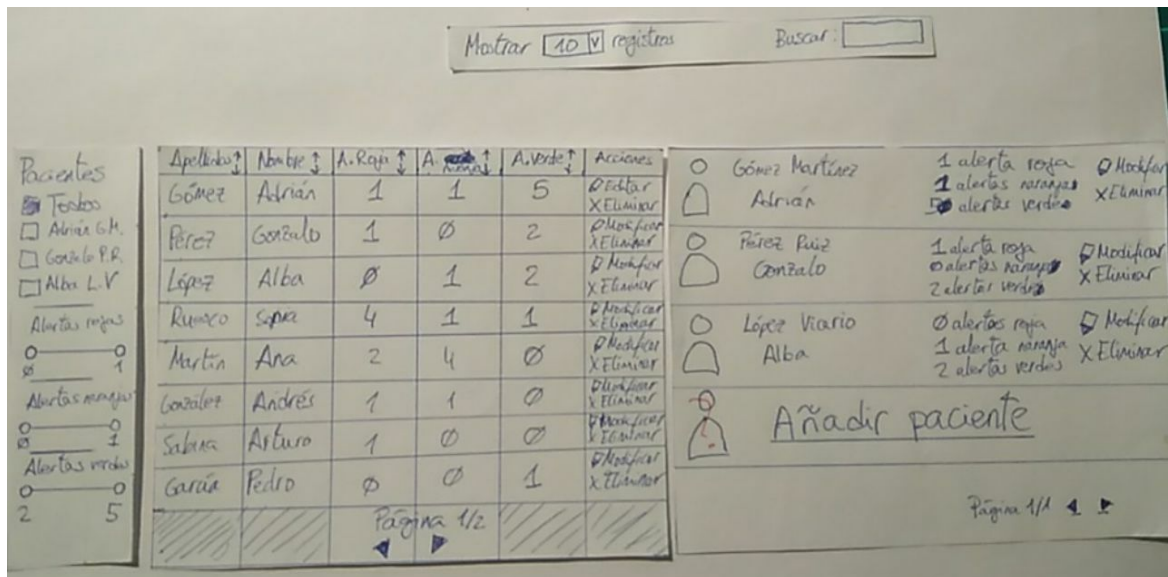 Mostrar 10 v registros Buscar:
Pacientes
Todos
Adrián G.M.
Gonzalo P.R.
Alba L.V
Alertas rojas
Ø 1
Alertas naranjas
Ø 1
Alertas verdes
2 5
Apellidos Nombre A. Roja A. naranja A. verde Acciones
Gómez Adrián 1 1 5 Editar
X Eliminar
Pérez Gonzalo 1 Ø 2 Modificar
X Eliminar
López Alba Ø 1 2 Modificar
X Eliminar
4 1 1 Modificar
X Eliminar
Martín Ana 2 4 Ø Modificar
X Eliminar
González Andrés 1 1 Ø Modificar
X Eliminar
Arturo 1 Ø Ø Modificar
X Eliminar
García Pedro Ø Ø 1 Modificar
X Eliminar
Página 1/2
Gómez Martínez
Adrián
1 alerta roja
1 alertas naranjas
5 alertas verdes
Modificar
X Eliminar
Pérez Ruiz
Gonzalo
1 alerta roja
0 alertas naranjas
2 alertas verdes
Modificar
X Eliminar
López Viario
Alba
Ø alertas roja
1 alerta naranja
2 alertas verdes
Modificar
X Eliminar
?
Añadir paciente
Página 1/1